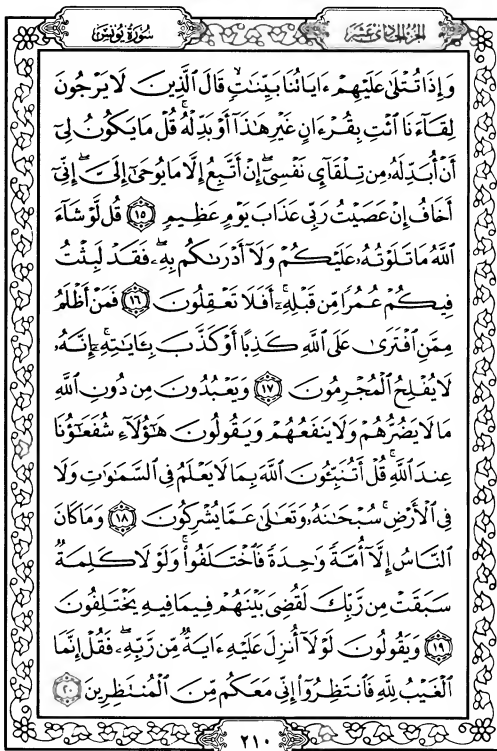 سُورَةُ يُونُسَ
الجزء الحادي عشر
وَإِذَا تُتۡلَىٰ عَلَيۡهِمۡ ءَايَاتُنَا بَيِّنَٰتٖ قَالَ ٱلَّذِينَ لَا يَرۡجُونَ
لِقَآءَنَا ٱئۡتِ بِقُرۡءَانٍ غَيۡرِ هَٰذَآ أَوۡ بَدِّلۡهُۚ قُلۡ مَا يَكُونُ لِيٓ
أَنۡ أُبَدِّلَهُۥ مِن تِلۡقَآيِٕ نَفۡسِيٓۖ إِنۡ أَتَّبِعُ إِلَّا مَا يُوحَىٰٓ إِلَيَّۖ إِنِّيٓ
أَخَافُ إِنۡ عَصَيۡتُ رَبِّي عَذَابَ يَوۡمٍ عَظِيمٖ ١٥ قُل لَّوۡ شَآءَ
ٱللَّهُ مَا تَلَوۡتُهُۥ عَلَيۡكُمۡ وَلَآ أَدۡرَىٰكُم بِهِۦۖ فَقَدۡ لَبِثۡتُ
فِيكُمۡ عُمُرٗا مِّن قَبۡلِهِۦٓۚ أَفَلَا تَعۡقِلُونَ ١٦ فَمَنۡ أَظۡلَمُ
مِمَّنِ ٱفۡتَرَىٰ عَلَى ٱللَّهِ كَذِبًا أَوۡ كَذَّبَ بِـَٔايَٰتِهِۦٓۚ إِنَّهُۥ
لَا يُفۡلِحُ ٱلۡمُجۡرِمُونَ ١٧ وَيَعۡبُدُونَ مِن دُونِ ٱللَّهِ
مَا لَا يَضُرُّهُمۡ وَلَا يَنفَعُهُمۡ وَيَقُولُونَ هَٰٓؤُلَآءِ شُفَعَٰٓؤُنَا
عِندَ ٱللَّهِۚ قُلۡ أَتُنَبِّـُٔونَ ٱللَّهَ بِمَا لَا يَعۡلَمُ فِي ٱلسَّمَٰوَٰتِ وَلَا
فِي ٱلۡأَرۡضِۚ سُبۡحَٰنَهُۥ وَتَعَٰلَىٰ عَمَّا يُشۡرِكُونَ ١٨ وَمَا كَانَ
ٱلنَّاسُ إِلَّآ أُمَّةٗ وَٰحِدَةٗ فَٱخۡتَلَفُواْۚ وَلَوۡلَا كَلِمَةٞ
سَبَقَتۡ مِن رَّبِّكَ لَقُضِيَ بَيۡنَهُمۡ فِيمَا فِيهِ يَخۡتَلِفُونَ
١٩ وَيَقُولُونَ لَوۡلَآ أُنزِلَ عَلَيۡهِ ءَايَةٞ مِّن رَّبِّهِۦۖ فَقُلۡ إِنَّمَا
ٱلۡغَيۡبُ لِلَّهِ فَٱنتَظِرُوٓاْ إِنِّي مَعَكُم مِّنَ ٱلۡمُنتَظِرِينَ ٢٠
٢١٠